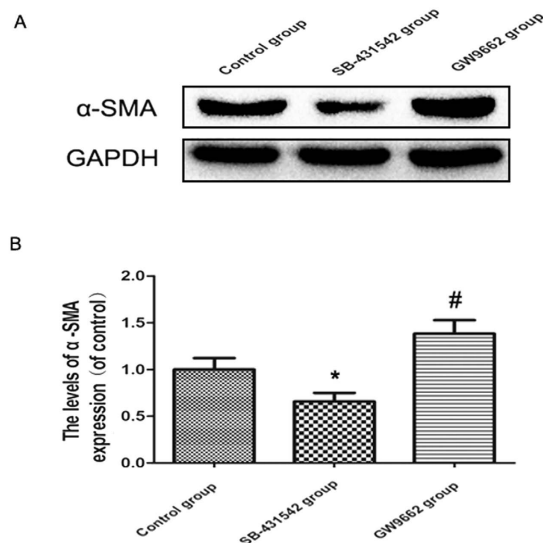 A
Control group
SB-431542 group
GW9662 group
α-SMA
GAPDH
B
The levels of α-SMA
expression (of control)
2.0
1.5
1.0
0.5
0.0
*
#
Control group
SB-431542 group
GW9662 group